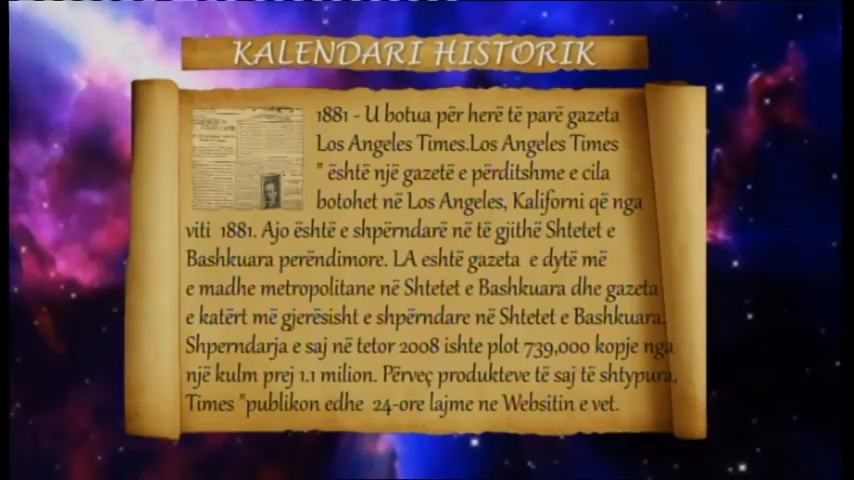 KALENDARI HISTORIK
1881 - U botua për herë të parë gazeta
Los Angeles Times.Los Angeles Times
" është një gazetë e përditshme e cila
botohet në Los Angeles, Kaliforni që nga
viti 1881. Ajo është e shpërndarë në të gjithë Shtetet e
Bashkuara perëndimore. LA eshtë gazeta e dytë më
e madhe metropolitane në Shtetet e Bashkuara dhe gazeta
e katërt më gjerësisht e shpërndare në Shtetet e Bashkuara.
Shperndarja e saj në tetor 2008 ishte plot 739,000 kopje nga
një kulm prej 1.1 milion. Përveç produkteve të saj të shtypura,
Times "publikon edhe 24-ore lajme ne Websitin e vet.